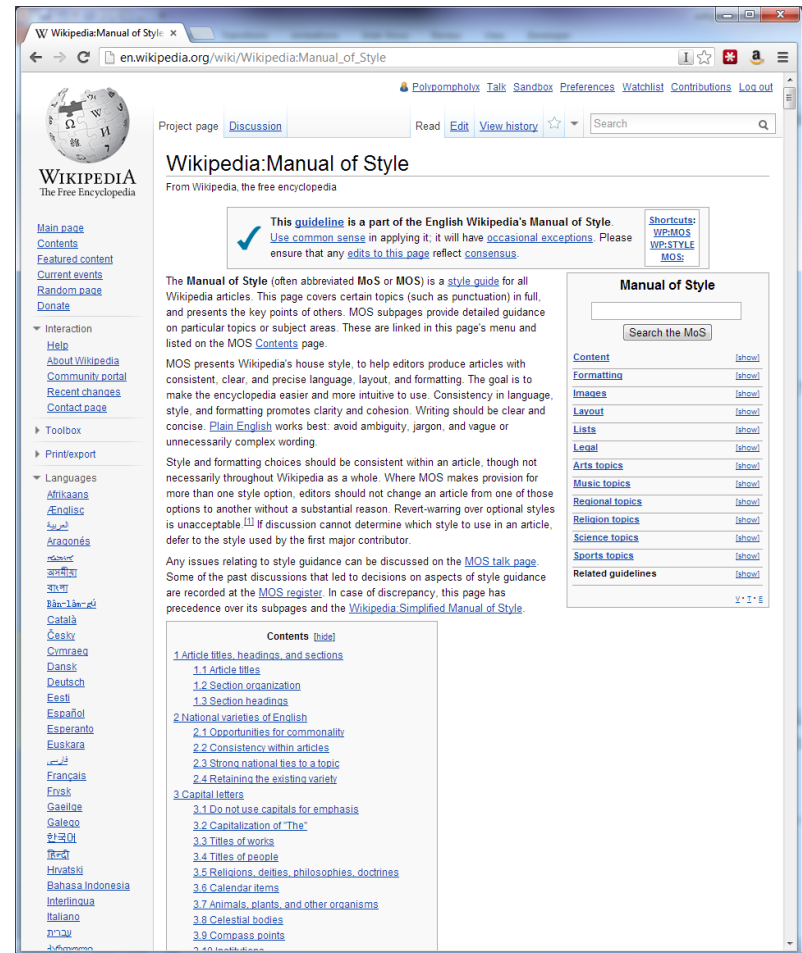 Wikipedia:Manual of Style
en.wikipedia.org/wiki/Wikipedia:Manual_of_Style
Polypompholyx Talk Sandbox Preferences Watchlist Contributions Log out
Project page Discussion Read Edit View history Search
WIKIPEDIA
The Free Encyclopedia
Main page
Contents
Featured content
Current events
Random page
Donate
Interaction
Help
About Wikipedia
Community portal
Recent changes
Contact page
Toolbox
Print/export
Languages
Afrikaans
Ænglisc
العربية
Aragonés
অসমীয়া
বাংলা
Bân-lâm-gú
Català
Česky
Cymraeg
Dansk
Deutsch
Eesti
Español
Esperanto
Euskara
فارسی
Français
Frysk
Gaeilge
Galego
한국어
हिन्दी
Hrvatski
Bahasa Indonesia
Interlingua
Italiano
עברית
Wikipedia:Manual of Style
From Wikipedia, the free encyclopedia
This guideline is a part of the English Wikipedia's Manual of Style.
Use common sense in applying it; it will have occasional exceptions. Please
ensure that any edits to this page reflect consensus.
Shortcuts:
WP:MOS
WP:STYLE
MOS:
The Manual of Style (often abbreviated MoS or MOS) is a style guide for all
Wikipedia articles. This page covers certain topics (such as punctuation) in full,
and presents the key points of others. MOS subpages provide detailed guidance
on particular topics or subject areas. These are linked in this page's menu and
listed on the MOS Contents page.
MOS presents Wikipedia's house style, to help editors produce articles with
consistent, clear, and precise language, layout, and formatting. The goal is to
make the encyclopedia easier and more intuitive to use. Consistency in language,
style, and formatting promotes clarity and cohesion. Writing should be clear and
concise. Plain English works best: avoid ambiguity, jargon, and vague or
unnecessarily complex wording.
Style and formatting choices should be consistent within an article, though not
necessarily throughout Wikipedia as a whole. Where MOS makes provision for
more than one style option, editors should not change an article from one of those
options to another without a substantial reason. Revert-warring over optional styles
is unacceptable.[1] If discussion cannot determine which style to use in an article,
defer to the style used by the first major contributor.
Any issues relating to style guidance can be discussed on the MOS talk page.
Some of the past discussions that led to decisions on aspects of style guidance
are recorded at the MOS register. In case of discrepancy, this page has
precedence over its subpages and the Wikipedia:Simplified Manual of Style.
Manual of Style
Search the MoS
Content [show]
Formatting [show]
Images [show]
Layout [show]
Lists [show]
Legal [show]
Arts topics [show]
Music topics [show]
Regional topics [show]
Religion topics [show]
Science topics [show]
Sports topics [show]
Related guidelines [show]
V · T · E
Contents [hide]
1 Article titles, headings, and sections
1.1 Article titles
1.2 Section organization
1.3 Section headings
2 National varieties of English
2.1 Opportunities for commonality
2.2 Consistency within articles
2.3 Strong national ties to a topic
2.4 Retaining the existing variety
3 Capital letters
3.1 Do not use capitals for emphasis
3.2 Capitalization of "The"
3.3 Titles of works
3.4 Titles of people
3.5 Religions, deities, philosophies, doctrines
3.6 Calendar items
3.7 Animals, plants, and other organisms
3.8 Celestial bodies
3.9 Compass points
3.10 Institutions